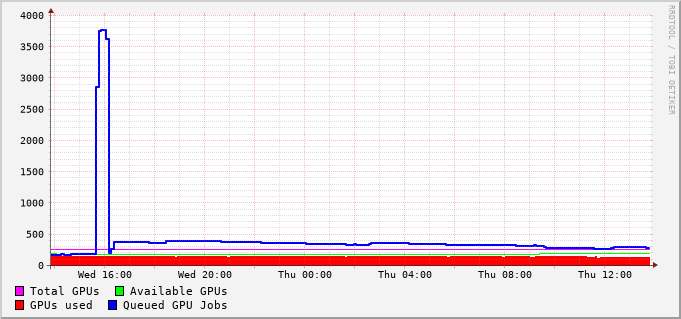 4000
3500
3000
2500
2000
1500
1000
500
0
Wed 16:00 Wed 20:00 Thu 00:00 Thu 04:00 Thu 08:00 Thu 12:00
Total GPUs Available GPUs
GPUs used Queued GPU Jobs
RRDTOOL / TOBI OETIKER